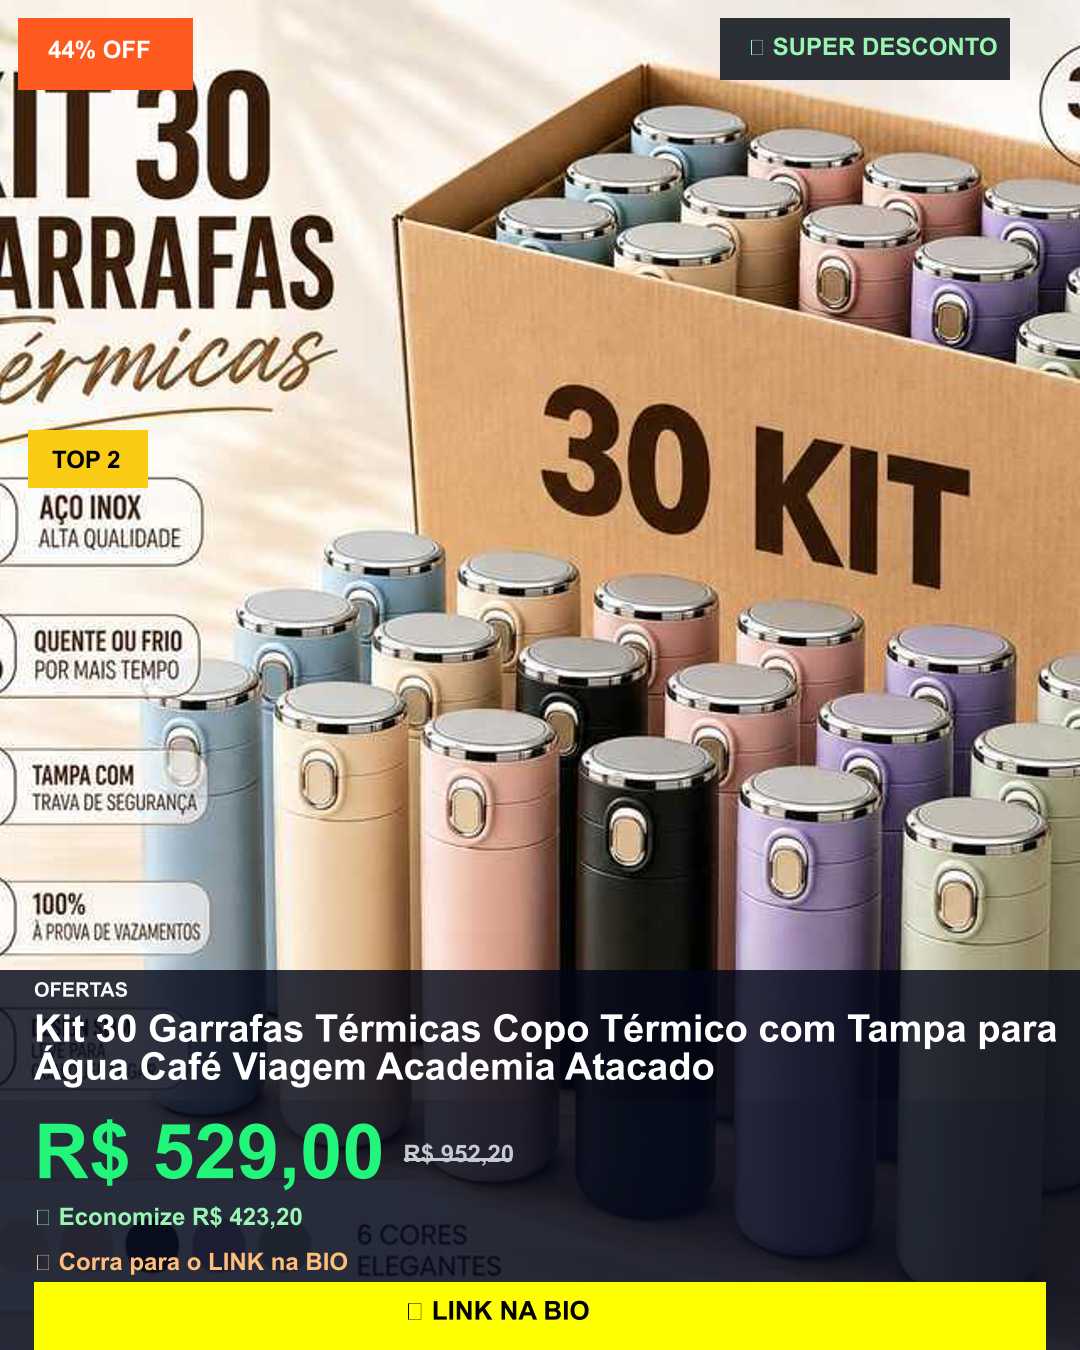 44% OFF
SUPER DESCONTO
KIT 30
GARRAFAS
Térmicas
30 KIT
TOP 2
AÇO INOX
ALTA QUALIDADE
QUENTE OU FRIO
POR MAIS TEMPO
TAMPA COM
TRAVA DE SEGURANÇA
100%
À PROVA DE VAZAMENTOS
OFERTAS
Kit 30 Garrafas Térmicas Copo Térmico com Tampa para
Água Café Viagem Academia Atacado
R$ 529,00 R$ 952,20
Economize R$ 423,20
6 CORES
ELEGANTES
Corra para o LINK na BIO
LINK NA BIO